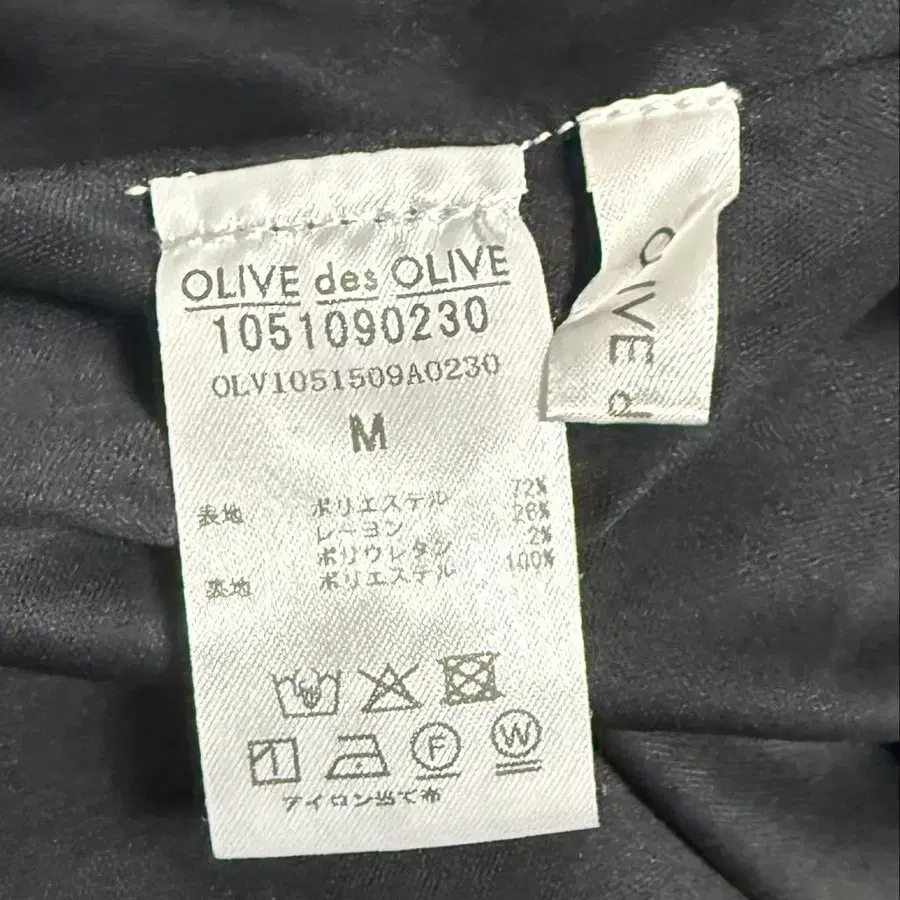 OLIVE des OLIVE
1051090230
OLV1051509A0230
M
表地 ポリエステル 72%
レーヨン 26%
ポリウレタン 2%
裏地 ポリエステル 100%
F
W
アイロン当て布
OLIVE d